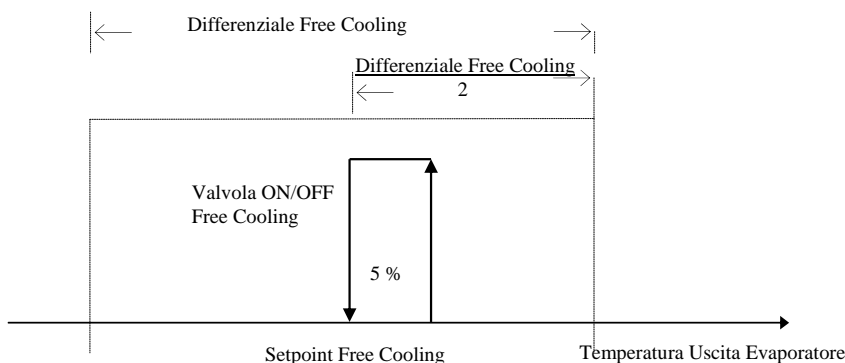 Differenziale Free Cooling
Differenziale Free Cooling
2
Valvola ON/OFF
Free Cooling
5 %
Setpoint Free Cooling
Temperatura Uscita Evaporatore